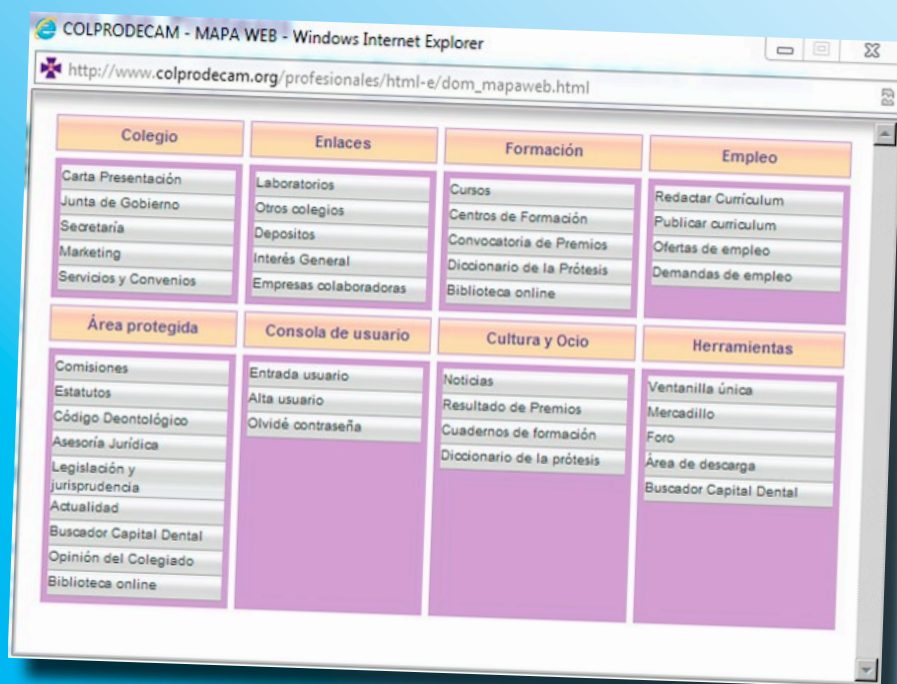 COLPRODECAM - MAPA WEB - Windows Internet Explorer
http://www.colprodecam.org/profesionales/html-e/dom_mapaweb.html
Colegio
Carta Presentación
Junta de Gobierno
Secretaría
Marketing
Servicios y Convenios
Enlaces
Laboratorios
Otros colegios
Depositos
Interés General
Empresas colaboradoras
Formación
Cursos
Centros de Formación
Convocatoria de Premios
Diccionario de la Prótesis
Biblioteca online
Empleo
Redactar Currículum
Publicar curriculum
Ofertas de empleo
Demandas de empleo
Área protegida
Comisiones
Estatutos
Código Deontológico
Asesoría Jurídica
Legislación y
jurisprudencia
Actualidad
Buscador Capital Dental
Opinión del Colegiado
Biblioteca online
Consola de usuario
Entrada usuario
Alta usuario
Olvidé contraseña
Cultura y Ocio
Noticias
Resultado de Premios
Cuadernos de formación
Diccionario de la prótesis
Herramientas
Ventanilla única
Mercadillo
Foro
Área de descarga
Buscador Capital Dental